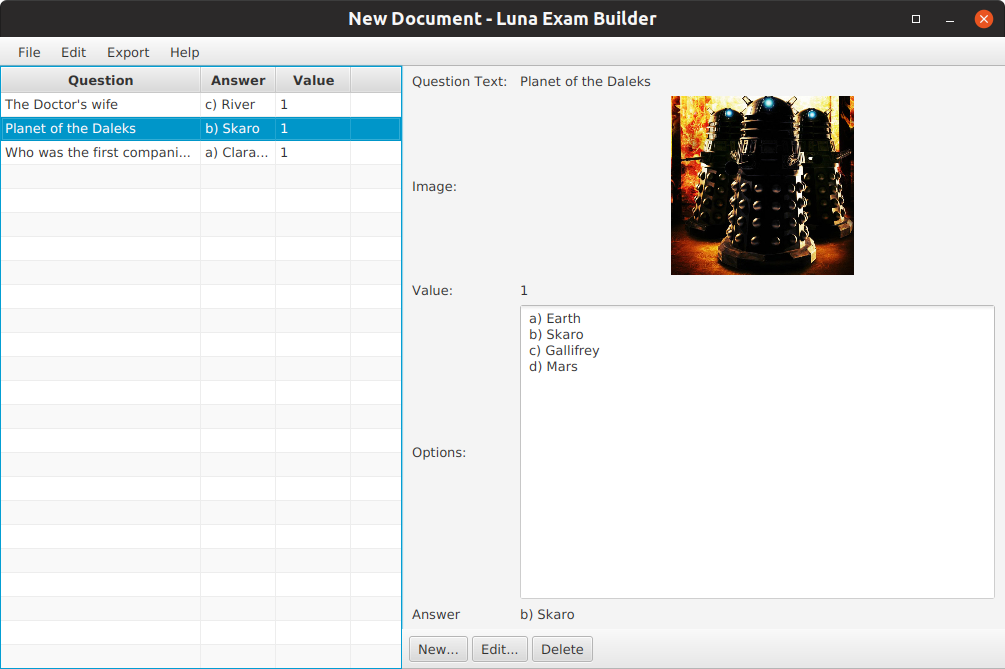 New Document - Luna Exam Builder
File Edit Export Help
Question Answer Value
The Doctor's wife c) River 1
Planet of the Daleks b) Skaro 1
Who was the first compani... a) Clara... 1
Question Text: Planet of the Daleks
Image:
Value: 1
Options:
a) Earth
b) Skaro
c) Gallifrey
d) Mars
Answer b) Skaro
New... Edit... Delete